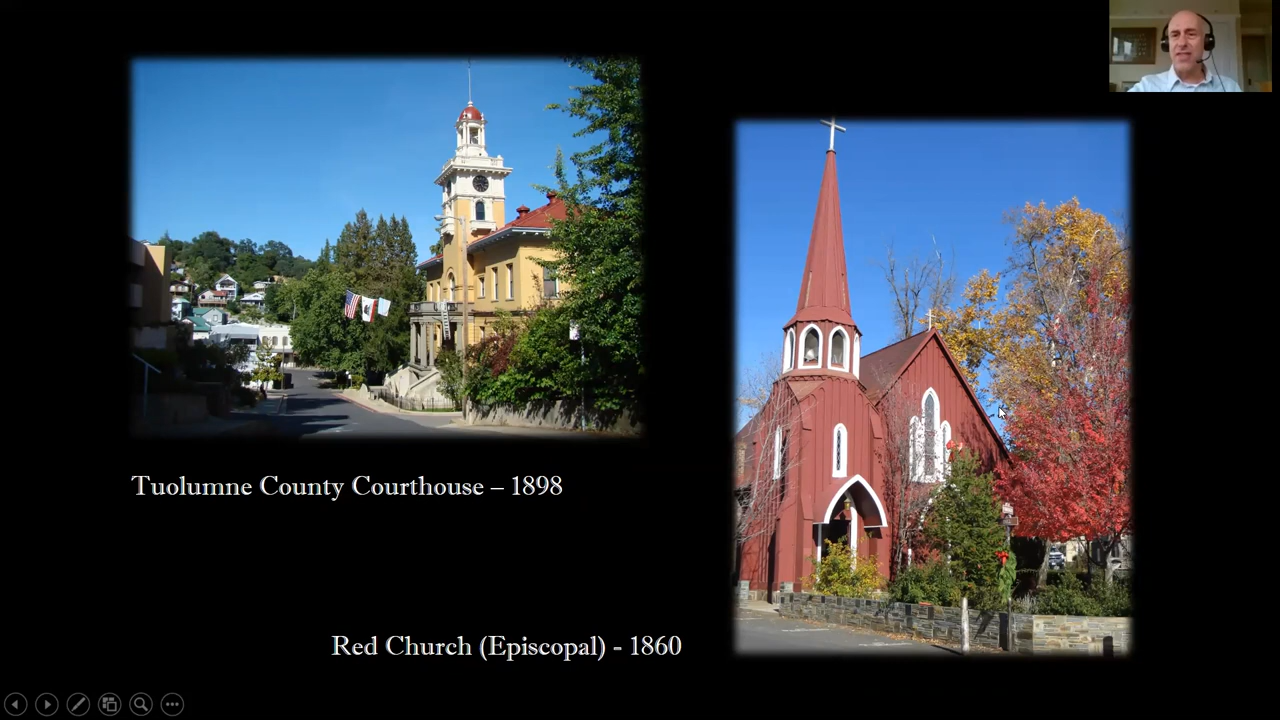 Tuolumne County Courthouse – 1898
Red Church (Episcopal) - 1860